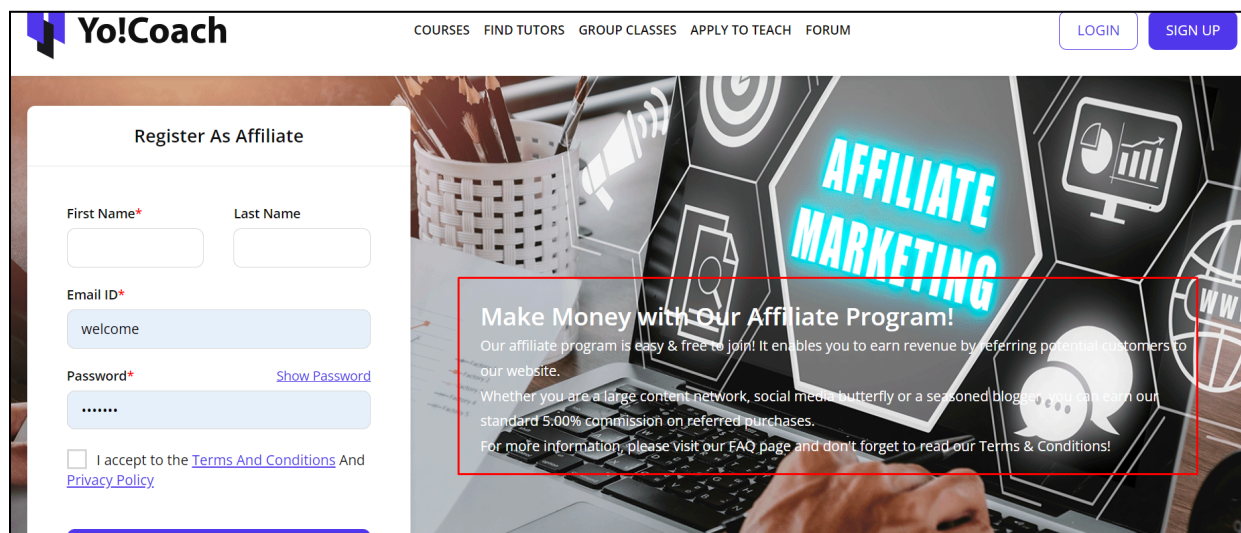 Yo!Coach
COURSES FIND TUTORS GROUP CLASSES APPLY TO TEACH FORUM
LOGIN
SIGN UP
Register As Affiliate
First Name*
Last Name
Email ID*
welcome
Password*
Show Password
•••••••
I accept to the Terms And Conditions And
Privacy Policy
AFFILIATE
MARKETING
WWW
Make Money with Our Affiliate Program!
Our affiliate program is easy & free to join! It enables you to earn revenue by referring potential customers to
our website.
Whether you are a large content network, social media butterfly or a seasoned blogger, you can earn our
standard 5.00% commission on referred purchases.
For more information, please visit our FAQ page and don't forget to read our Terms & Conditions!